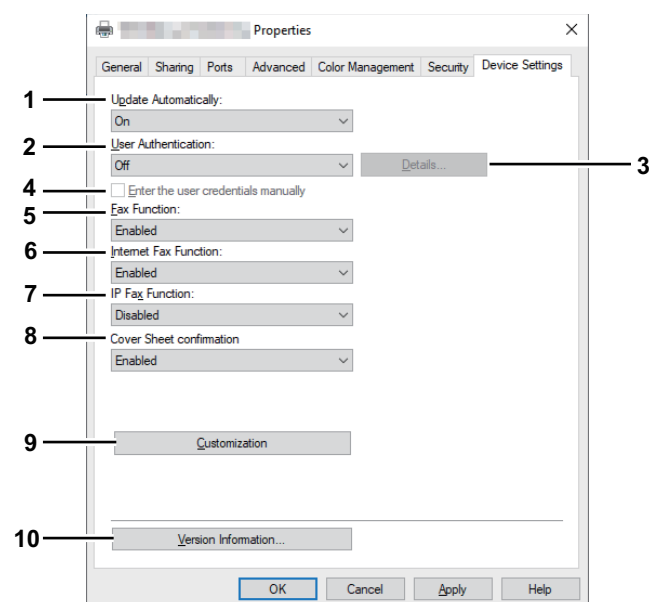 Properties
General Sharing Ports Advanced Color Management Security Device Settings
1 Update Automatically:
On
2 User Authentication:
Off Details... 3
4 Enter the user credentials manually
5 Fax Function:
Enabled
6 Internet Fax Function:
Enabled
7 IP Fax Function:
Disabled
8 Cover Sheet confirmation
Enabled
9 Customization
10 Version Information...
OK Cancel Apply Help